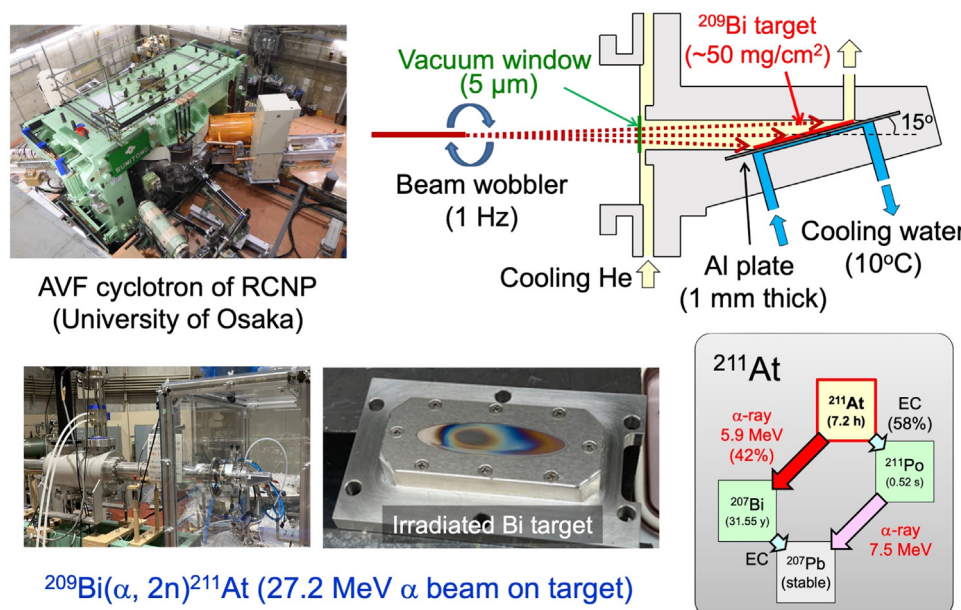 ²⁰⁹Bi target
(~50 mg/cm²)
Vacuum window
(5 μm)
15°
Beam wobbler
(1 Hz)
Cooling He
Al plate
(1 mm thick)
Cooling water
(10°C)
SUMITOMO
AVF cyclotron of RCNP
(University of Osaka)
Irradiated Bi target
²⁰⁹Bi(α, 2n)²¹¹At (27.2 MeV α beam on target)
²¹¹At
²¹¹At
(7.2 h)
α-ray
5.9 MeV
(42%)
EC
(58%)
²¹¹Po
(0.52 s)
²⁰⁷Bi
(31.55 y)
EC
α-ray
7.5 MeV
²⁰⁷Pb
(stable)